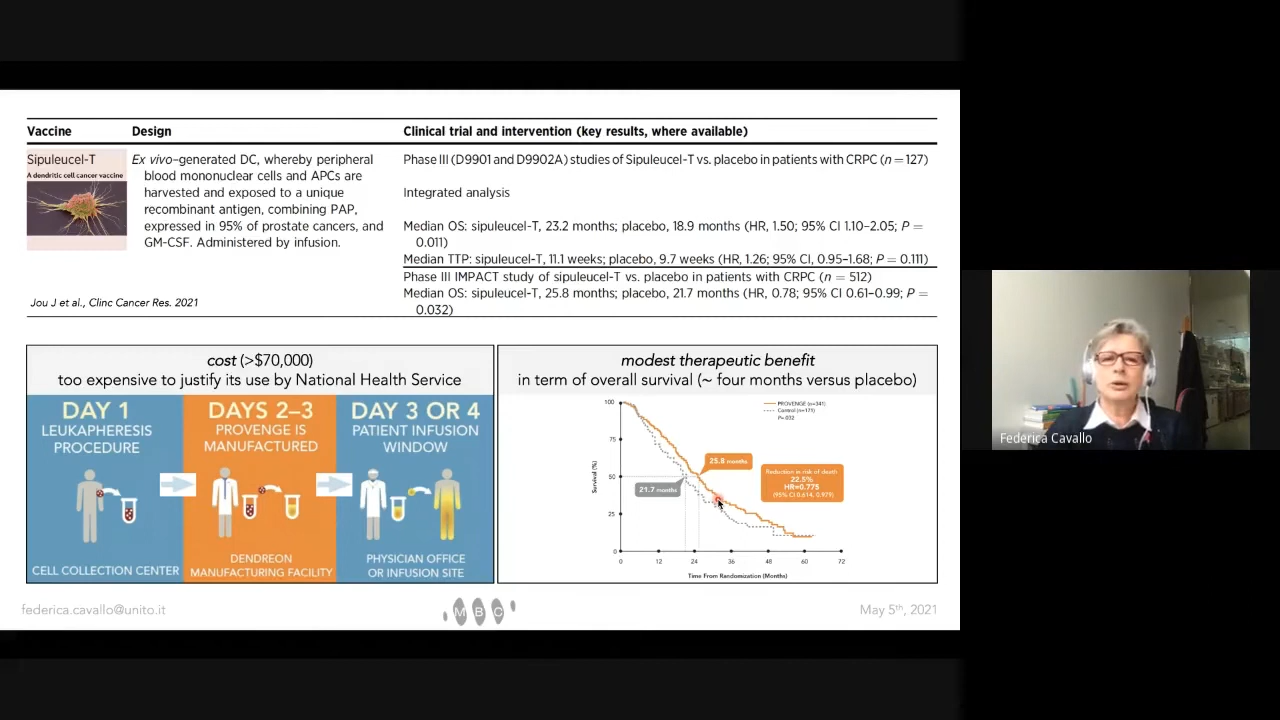 Vaccine Design Clinical trial and intervention (key results, where available)
Sipuleucel-T
A dendritic cell cancer vaccine
Ex vivo–generated DC, whereby peripheral
blood mononuclear cells and APCs are
harvested and exposed to a unique
recombinant antigen, combining PAP,
expressed in 95% of prostate cancers, and
GM-CSF. Administered by infusion.
Phase III (D9901 and D9902A) studies of Sipuleucel-T vs. placebo in patients with CRPC (n = 127)
Integrated analysis
Median OS: sipuleucel-T, 23.2 months; placebo, 18.9 months (HR, 1.50; 95% CI 1.10–2.05; P =
0.011)
Median TTP: sipuleucel-T, 11.1 weeks; placebo, 9.7 weeks (HR, 1.26; 95% CI, 0.95–1.68; P = 0.111)
Phase III IMPACT study of sipuleucel-T vs. placebo in patients with CRPC (n = 512)
Median OS: sipuleucel-T, 25.8 months; placebo, 21.7 months (HR, 0.78; 95% CI 0.61–0.99; P =
0.032)
Jou J et al., Clinc Cancer Res. 2021
cost (>$70,000)
too expensive to justify its use by National Health Service
DAY 1
LEUKAPHERESIS
PROCEDURE
CELL COLLECTION CENTER
DAYS 2–3
PROVENGE IS
MANUFACTURED
DENDREON
MANUFACTURING FACILITY
DAY 3 OR 4
PATIENT INFUSION
WINDOW
PHYSICIAN OFFICE
OR INFUSION SITE
modest therapeutic benefit
in term of overall survival (~ four months versus placebo)
PROVENGE (n=341)
Control (n=171)
P=.032
100
75
50
25
0
Survival (%)
25.8 months
21.7 months
Reduction in risk of death
22.5%
HR=0.775
(95% CI 0.614, 0.979)
0 12 24 36 48 60 72
Time From Randomization (Months)
federica.cavallo@unito.it
M B C
May 5th, 2021
Federica Cavallo